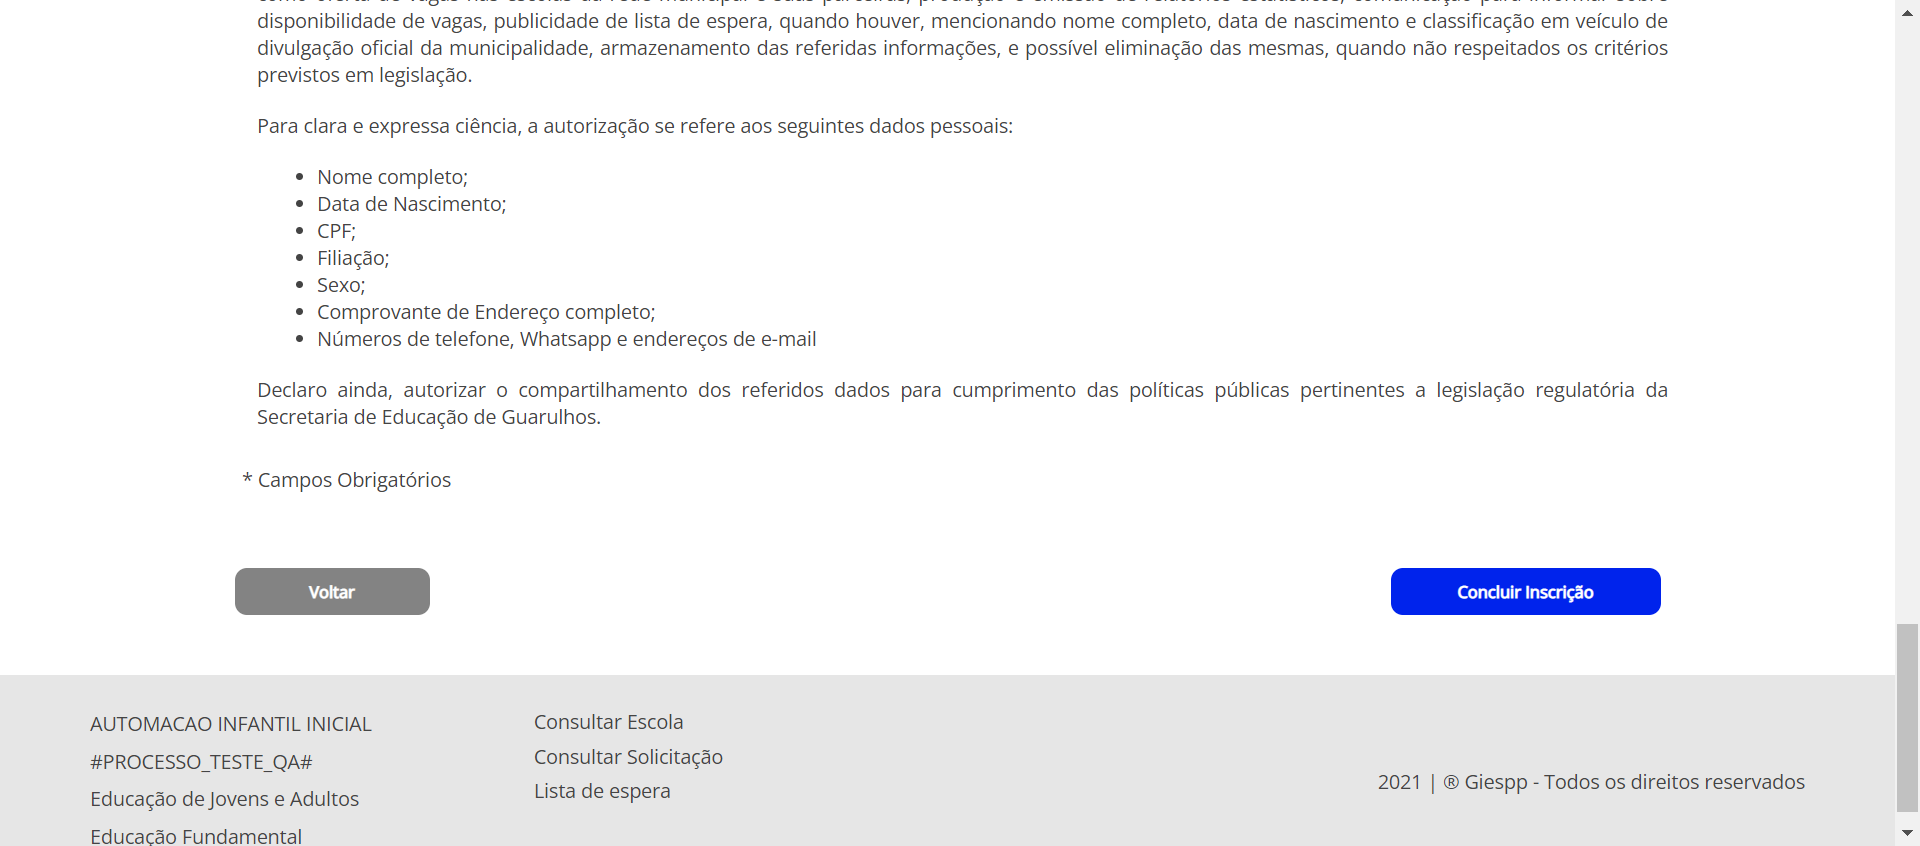 disponibilidade de vagas, publicidade de lista de espera, quando houver, mencionando nome completo, data de nascimento e classificação em veículo de
divulgação oficial da municipalidade, armazenamento das referidas informações, e possível eliminação das mesmas, quando não respeitados os critérios
previstos em legislação.
Para clara e expressa ciência, a autorização se refere aos seguintes dados pessoais:
• Nome completo;
• Data de Nascimento;
• CPF;
• Filiação;
• Sexo;
• Comprovante de Endereço completo;
• Números de telefone, Whatsapp e endereços de e-mail
Declaro ainda, autorizar o compartilhamento dos referidos dados para cumprimento das políticas públicas pertinentes a legislação regulatória da
Secretaria de Educação de Guarulhos.
* Campos Obrigatórios
Voltar
Concluir Inscrição
AUTOMACAO INFANTIL INICIAL
#PROCESSO_TESTE_QA#
Educação de Jovens e Adultos
Educação Fundamental
Consultar Escola
Consultar Solicitação
Lista de espera
2021 | ® Giespp - Todos os direitos reservados